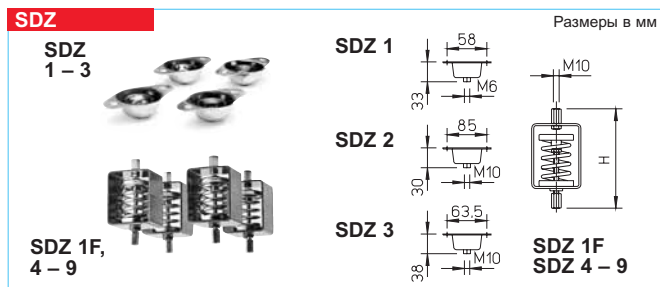 SDZ
Размеры в мм
SDZ
1 – 3
SDZ 1F,
4 – 9
SDZ 1
58
33
M6
SDZ 2
85
30
M10
SDZ 3
63,5
38
M10
M10
H
SDZ 1F
SDZ 4 – 9